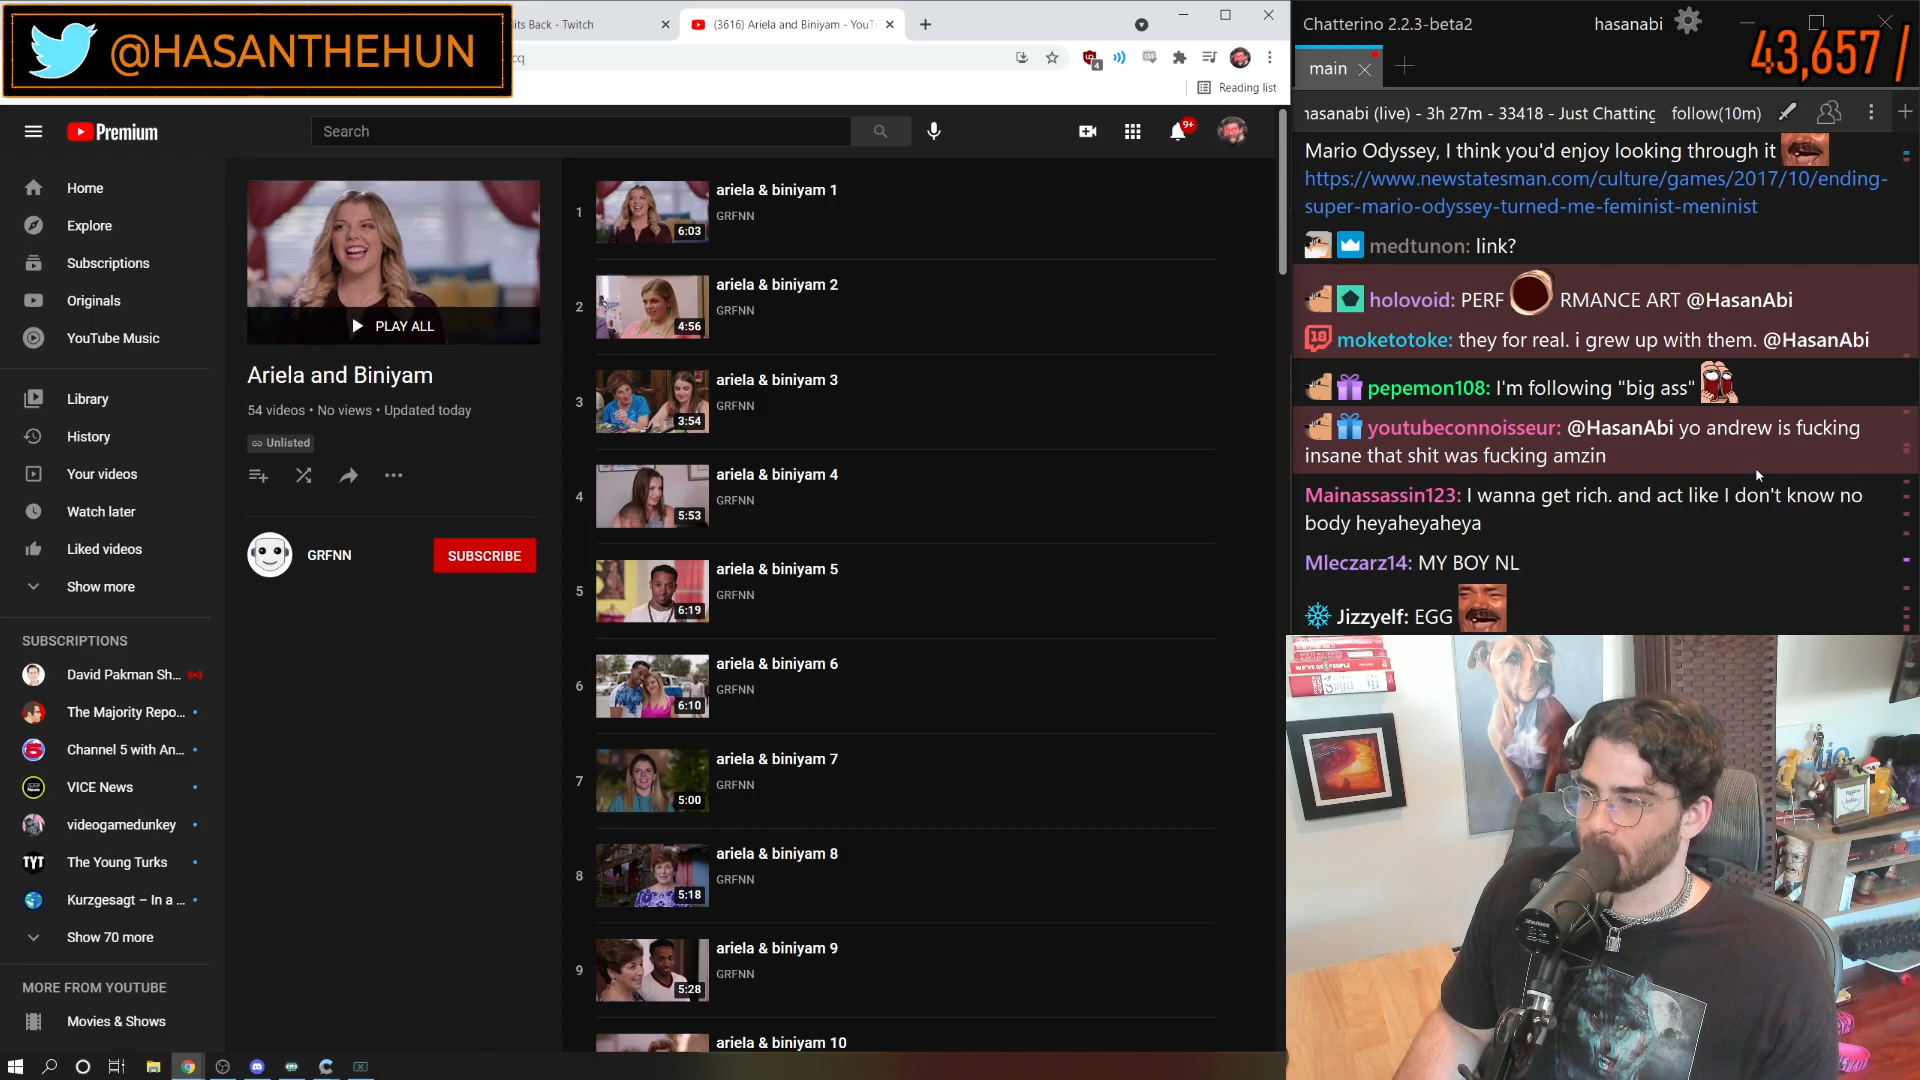 @HASANTHEHUN
its Back - Twitch
(3616) Ariela and Biniyam - YouT
cq
4
Reading list
Premium
Search
9+
Home
Explore
Subscriptions
Originals
YouTube Music
Library
History
Your videos
Watch later
Liked videos
Show more
SUBSCRIPTIONS
David Pakman Sh...
The Majority Repo...
Channel 5 with An...
VICE News
videogamedunkey
TYT The Young Turks
Kurzgesagt – In a ...
Show 70 more
MORE FROM YOUTUBE
Movies & Shows
PLAY ALL
Ariela and Biniyam
54 videos • No views • Updated today
Unlisted
GRFNN
SUBSCRIBE
1
6:03
ariela & biniyam 1
GRFNN
2
4:56
ariela & biniyam 2
GRFNN
3
3:54
ariela & biniyam 3
GRFNN
4
5:53
ariela & biniyam 4
GRFNN
5
6:19
ariela & biniyam 5
GRFNN
6
6:10
ariela & biniyam 6
GRFNN
7
5:00
ariela & biniyam 7
GRFNN
8
5:18
ariela & biniyam 8
GRFNN
9
5:28
ariela & biniyam 9
GRFNN
ariela & biniyam 10
Chatterino 2.2.3-beta2
hasanabi
43,657 /
main
hasanabi (live) - 3h 27m - 33418 - Just Chatting
follow(10m)
Mario Odyssey, I think you'd enjoy looking through it
https://www.newstatesman.com/culture/games/2017/10/ending-
super-mario-odyssey-turned-me-feminist-meninist
medtunon: link?
holovoid: PERF RMANCE ART @HasanAbi
18 moketotoke: they for real. i grew up with them. @HasanAbi
pepemon108: I'm following "big ass"
youtubeconnoisseur: @HasanAbi yo andrew is fucking
insane that shit was fucking amzin
Mainassassin123: I wanna get rich. and act like I don't know no
body heyaheyaheya
Mleczarz14: MY BOY NL
Jizzyelf: EGG